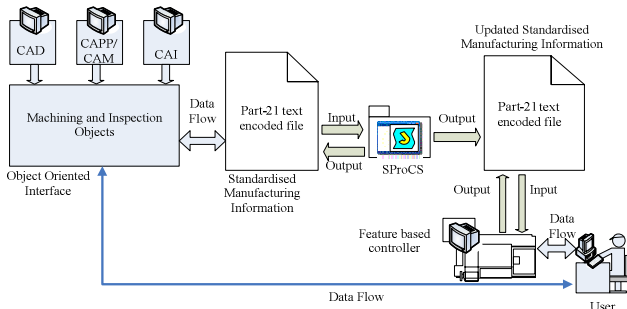 CAD
CAPP/
CAM
CAI
Machining and Inspection
Objects
Object Oriented
Interface
Data
Flow
Part-21 text
encoded file
Standardised
Manufacturing
Information
Input
Output
SProCS
Output
Updated Standardised
Manufacturing Information
Part-21 text
encoded file
Output
Input
Feature based
controller
Data
Flow
User
Data Flow